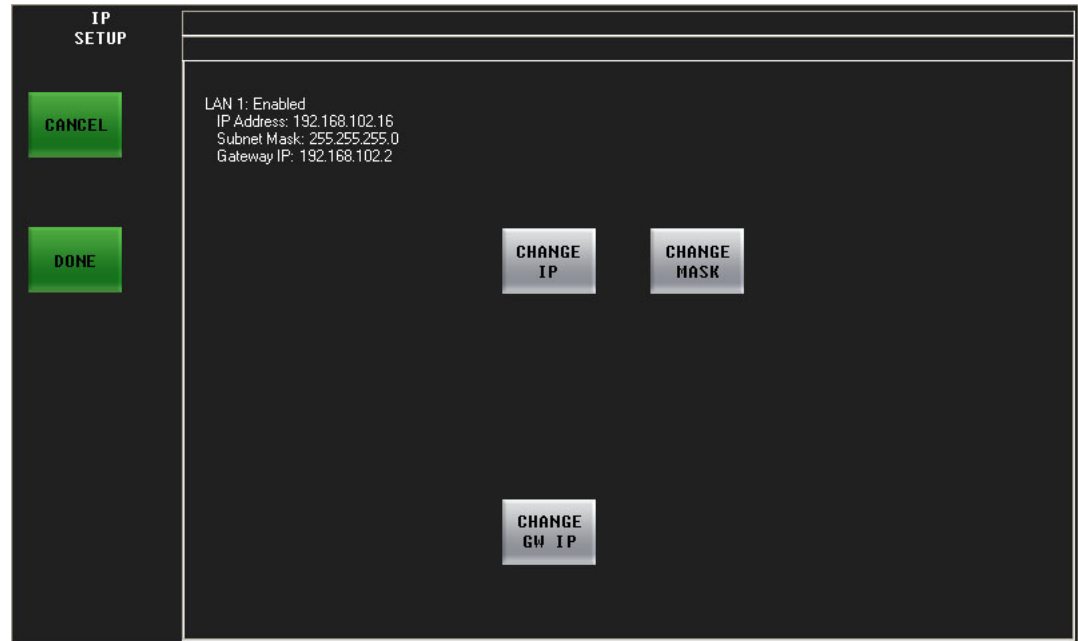 IP
SETUP
CANCEL
DONE
LAN 1: Enabled
IP Address: 192.168.102.16
Subnet Mask: 255.255.255.0
Gateway IP: 192.168.102.2
CHANGE
IP
CHANGE
MASK
CHANGE
GW IP